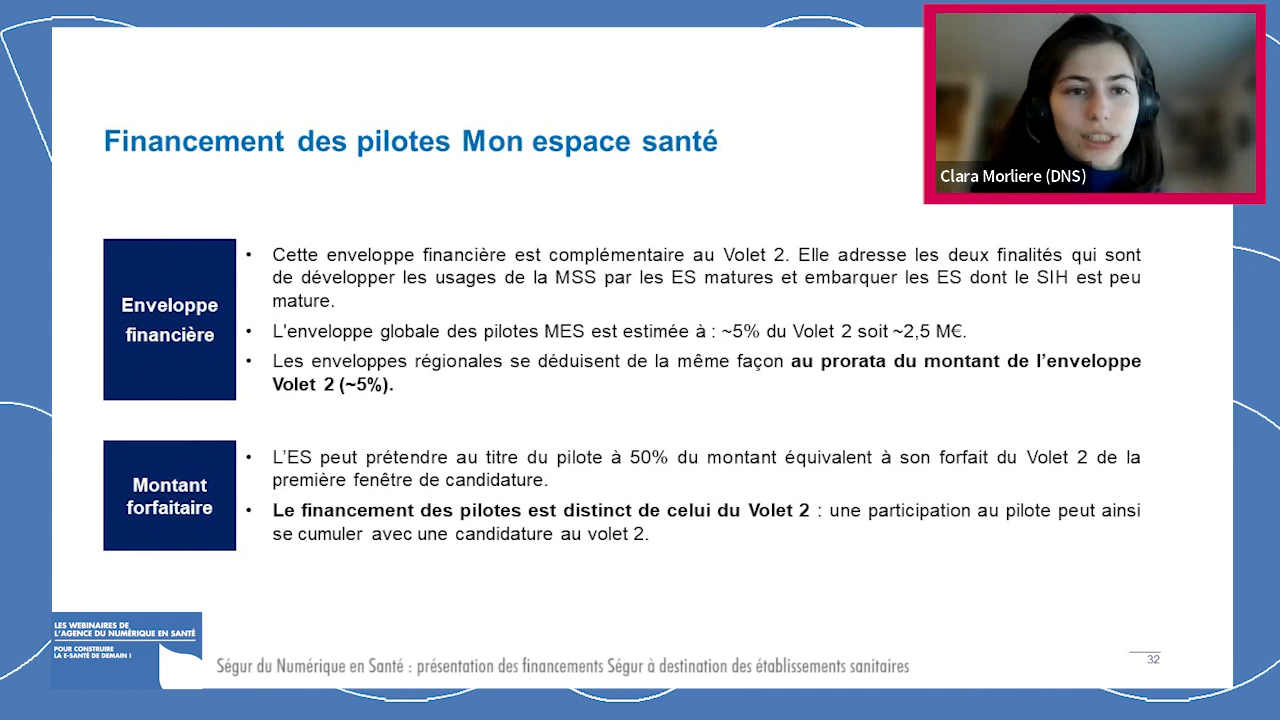 Financement des pilotes Mon espace santé
Clara Morliere (DNS)
Enveloppe
financière
• Cette enveloppe financière est complémentaire au Volet 2. Elle adresse les deux finalités qui sont
de développer les usages de la MSS par les ES matures et embarquer les ES dont le SIH est peu
mature.
• L'enveloppe globale des pilotes MES est estimée à : ~5% du Volet 2 soit ~2,5 M€.
• Les enveloppes régionales se déduisent de la même façon au prorata du montant de l’enveloppe
Volet 2 (~5%).
Montant
forfaitaire
• L’ES peut prétendre au titre du pilote à 50% du montant équivalent à son forfait du Volet 2 de la
première fenêtre de candidature.
• Le financement des pilotes est distinct de celui du Volet 2 : une participation au pilote peut ainsi
se cumuler avec une candidature au volet 2.
LES WEBINAIRES DE
L'AGENCE DU NUMÉRIQUE EN SANTÉ
POUR CONSTRUIRE
LA E-SANTÉ DE DEMAIN !
Ségur du Numérique en Santé : présentation des financements Ségur à destination des établissements sanitaires
32